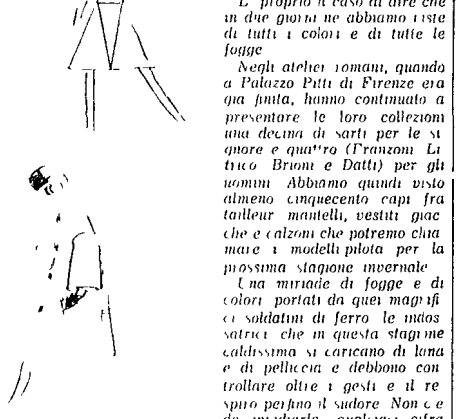 E' proprio il caso di dire che
in due giorni ne abbiamo viste
di tutti i colori e di tutte le
fogge
Negli atelier romani, quando
a Palazzo Pitti di Firenze era
già finita, hanno continuato a
presentare le loro collezioni
una decina di sarti per le si
gnore e quattro (Franzoni Li
trico Brioni e Datti) per gli
uomini Abbiamo quindi visto
almeno cinquecento capi fra
tailleur mantelli, vestiti giac
che e calzoni che potremo chia
mare i modelli pilota per la
prossima stagione invernale
Una miriade di fogge e di
colori portati da quei magnifi
ci soldatini di ferro le indos
satrici che in questa stagione
caldissima si caricano di lana
e di pelliccia e debbono con
trollare oltre i gesti e il re
spiro perfino il sudore Non c e